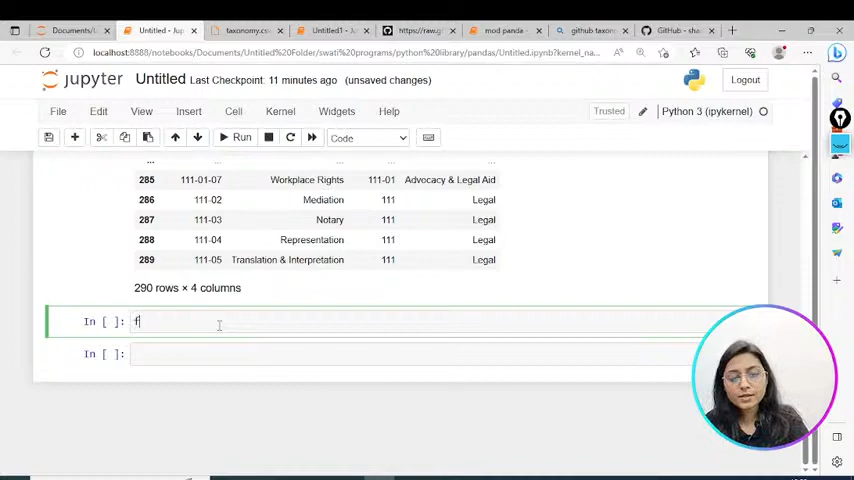 Documents/l
Untitled - Jup
taxonomy.cs
Untitled1 - Ju
https://raw.g
mod panda -
github taxon
GitHub - sha
localhost:8888/notebooks/Documents/Untitled%20Folder/swati%20programs/python%20library/pandas/Untitled.ipynb?kernel_na...
jupyter Untitled Last Checkpoint: 11 minutes ago (unsaved changes)
Logout
File Edit View Insert Cell Kernel Widgets Help
Trusted
Python 3 (ipykernel)
Run
Code
... ... ... ... ...
285 111-01-07 Workplace Rights 111-01 Advocacy & Legal Aid
286 111-02 Mediation 111 Legal
287 111-03 Notary 111 Legal
288 111-04 Representation 111 Legal
289 111-05 Translation & Interpretation 111 Legal
290 rows × 4 columns
In [ ]: f
In [ ]: